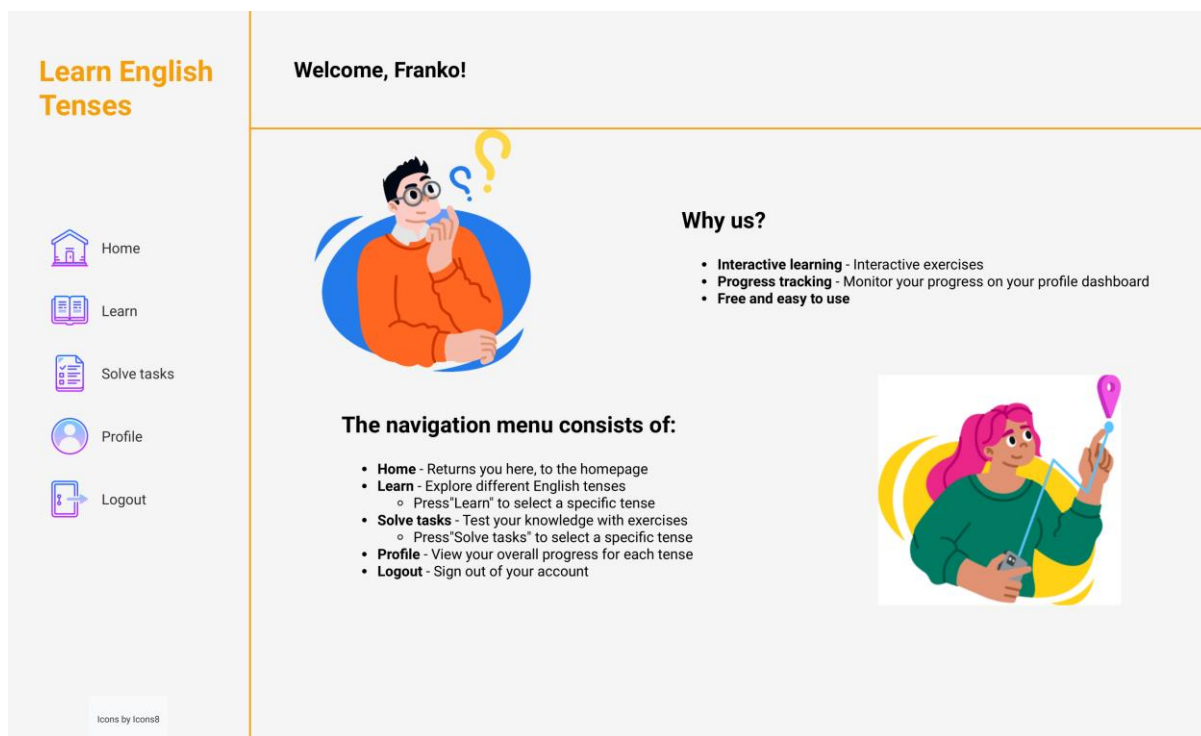 Learn English
Tenses
Home
Learn
Solve tasks
Profile
Logout
Icons by Icons8
Welcome, Franko!
Why us?
• Interactive learning - Interactive exercises
• Progress tracking - Monitor your progress on your profile dashboard
• Free and easy to use
The navigation menu consists of:
• Home - Returns you here, to the homepage
• Learn - Explore different English tenses
◦ Press"Learn" to select a specific tense
• Solve tasks - Test your knowledge with exercises
◦ Press"Solve tasks" to select a specific tense
• Profile - View your overall progress for each tense
• Logout - Sign out of your account